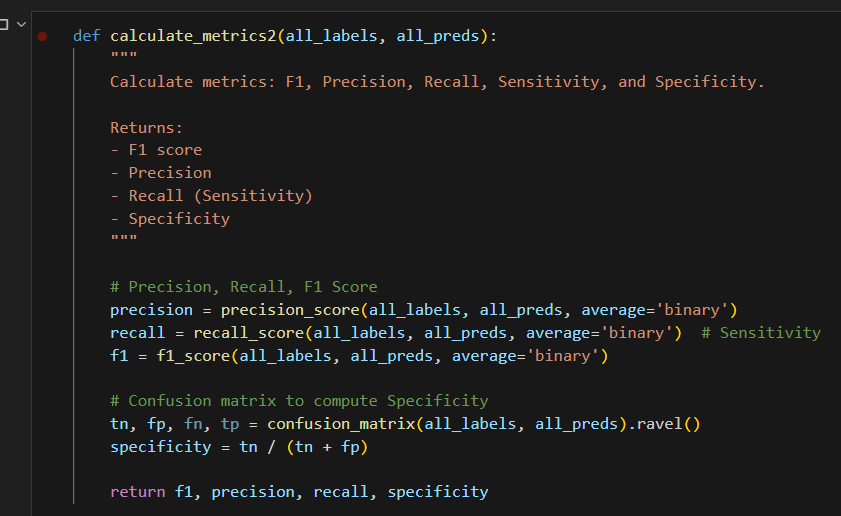 def calculate_metrics2(all_labels, all_preds):
    """
    Calculate metrics: F1, Precision, Recall, Sensitivity, and Specificity.

    Returns:
    - F1 score
    - Precision
    - Recall (Sensitivity)
    - Specificity
    """

    # Precision, Recall, F1 Score
    precision = precision_score(all_labels, all_preds, average='binary')
    recall = recall_score(all_labels, all_preds, average='binary')  # Sensitivity
    f1 = f1_score(all_labels, all_preds, average='binary')

    # Confusion matrix to compute Specificity
    tn, fp, fn, tp = confusion_matrix(all_labels, all_preds).ravel()
    specificity = tn / (tn + fp)

    return f1, precision, recall, specificity